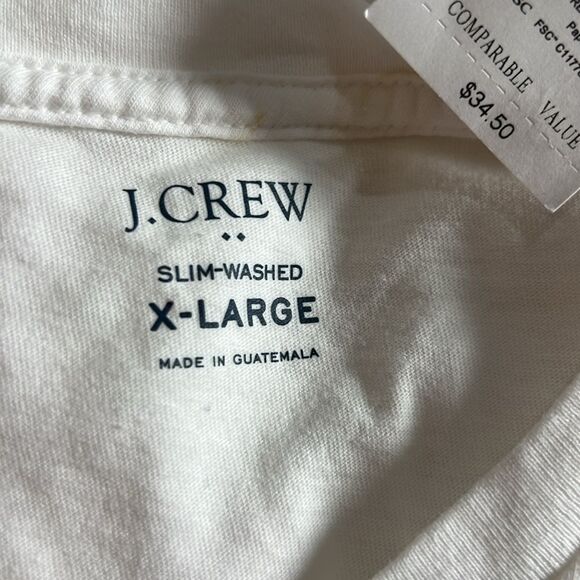 J.CREW
SLIM-WASHED
X-LARGE
MADE IN GUATEMALA
COMPARABLE VALUE
$34.50